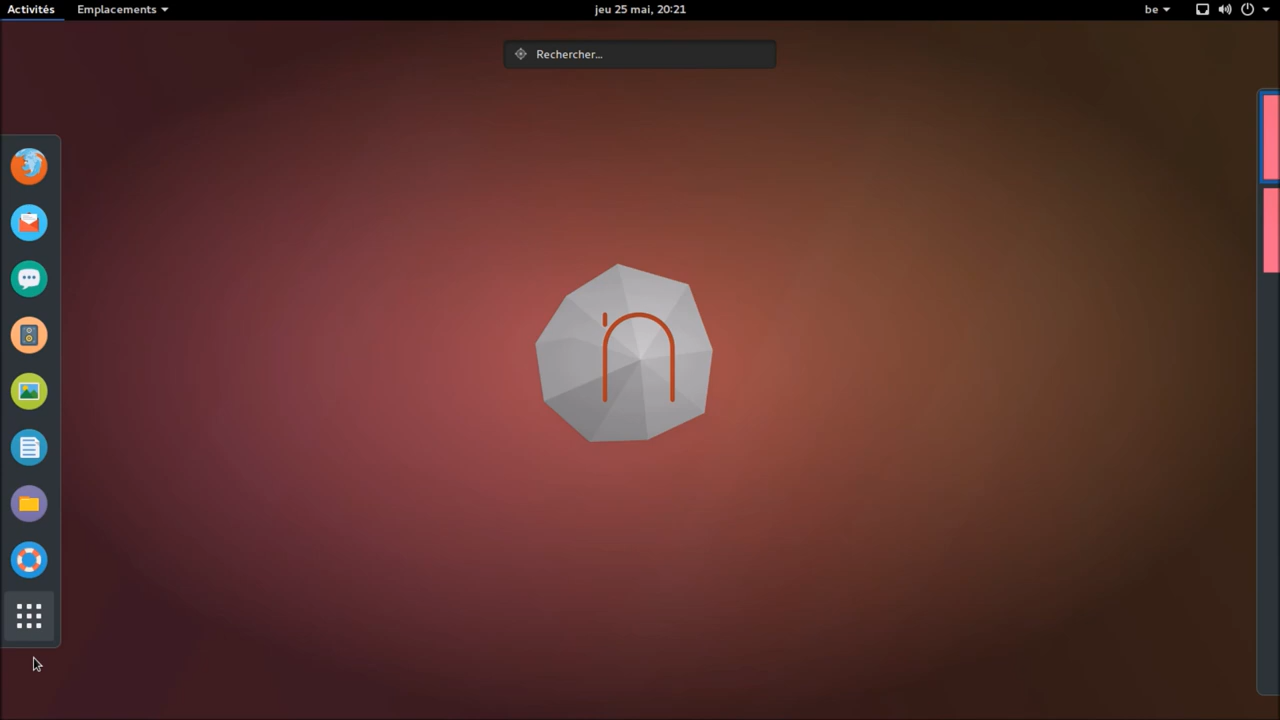 Activités
Emplacements
jeu 25 mai, 20:21
be
Rechercher...